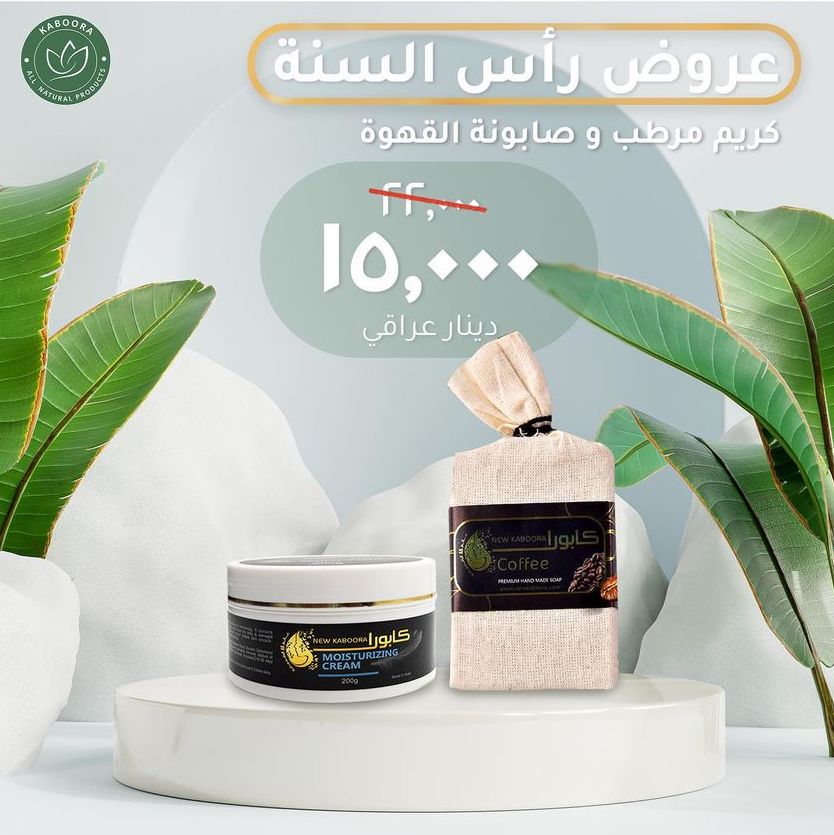 KABOORA
ALL NATURAL PRODUCTS
عروض رأس السنة
كريم مرطب و صابونة القهوة
٢٢,٠٠٠
١٥,٠٠٠
دينار عراقي
NEW KABOORA كابورا
Coffee
PREMIUM HAND MADE SOAP
NEW KABOORA كابورا
MOISTURIZING
CREAM
200g